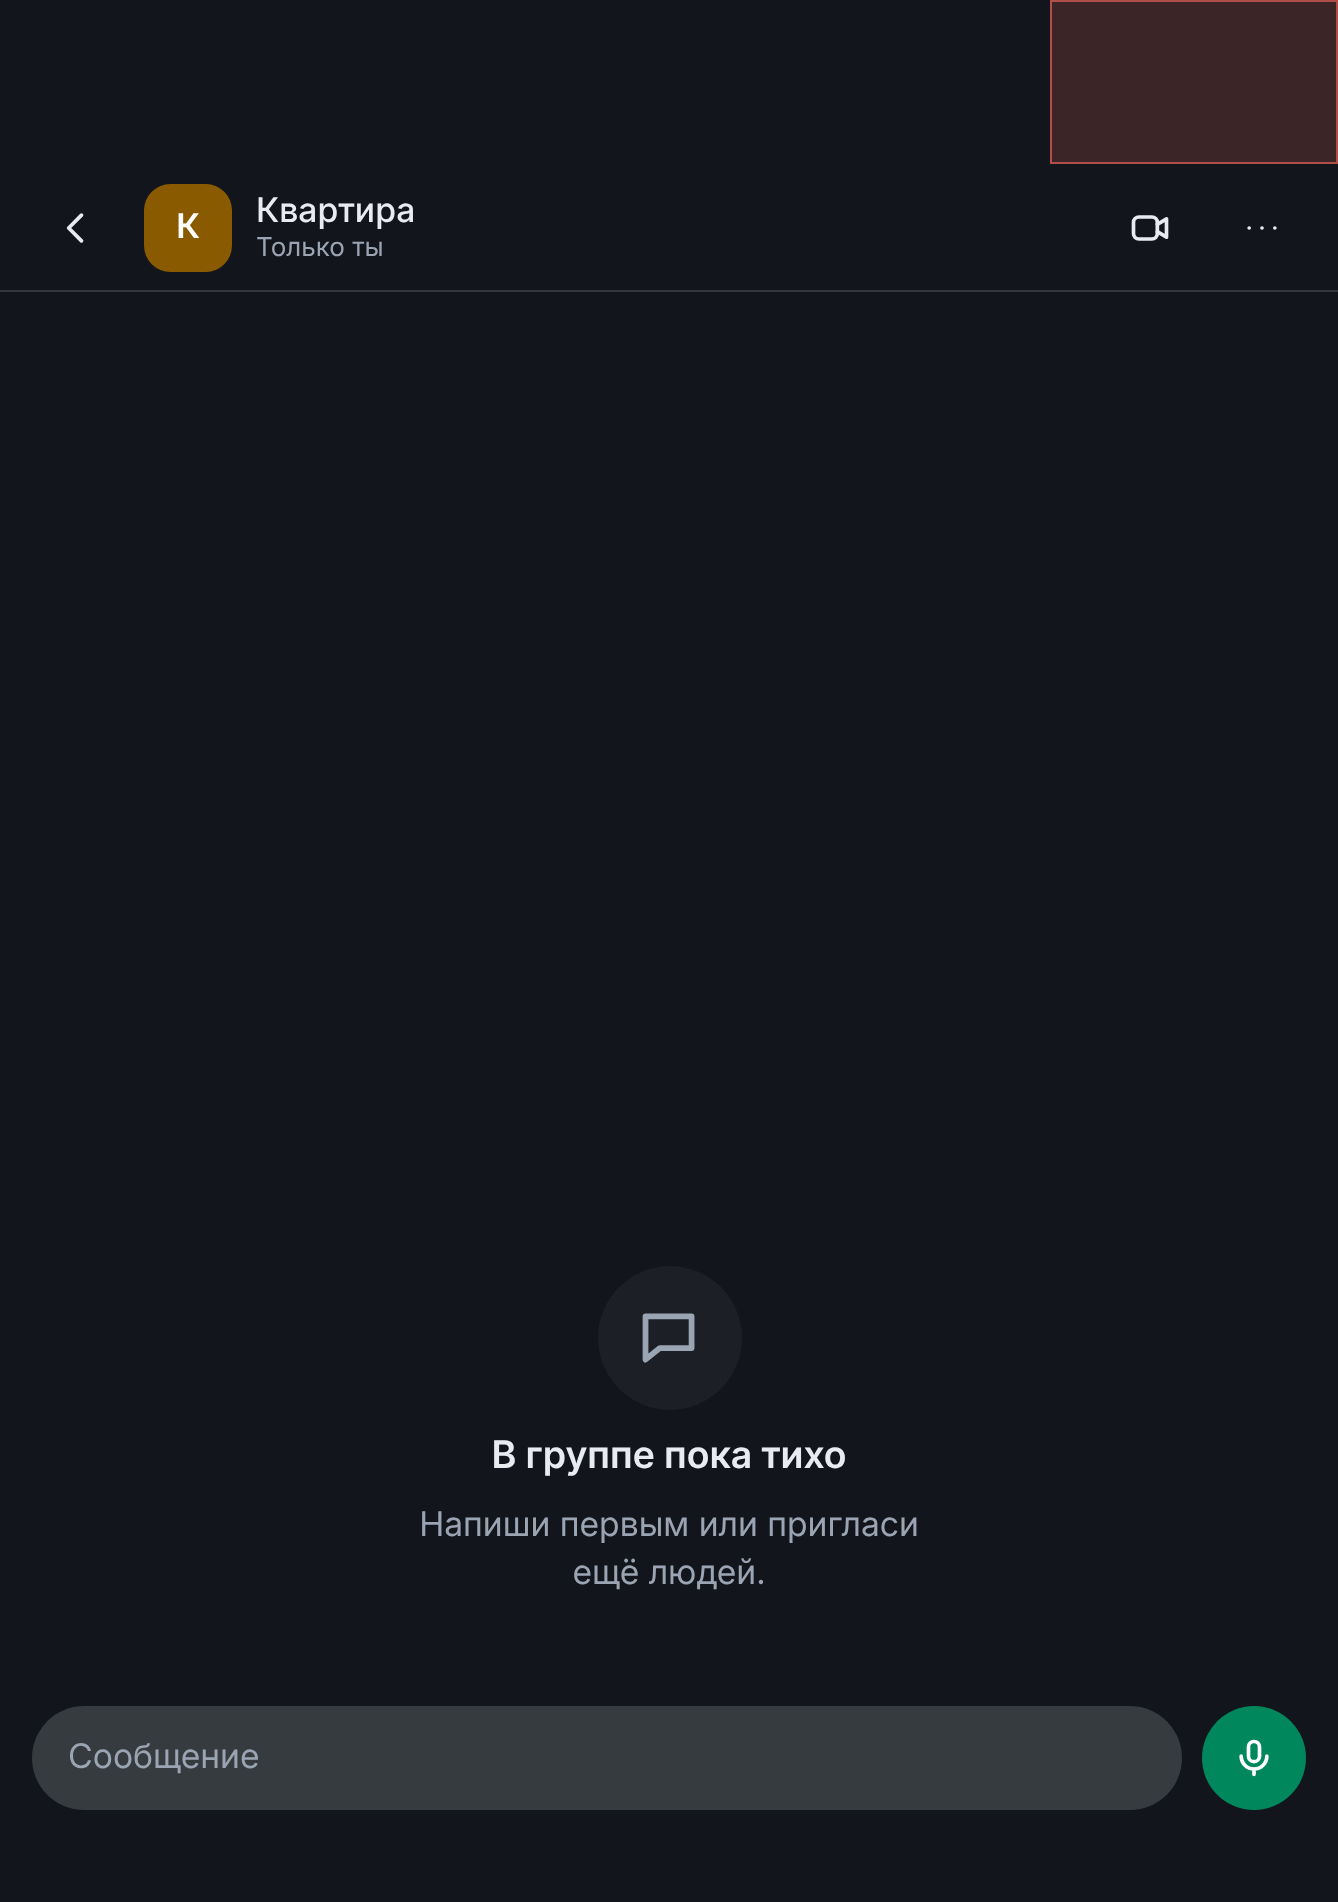 К
Квартира
Только ты
В группе пока тихо
Напиши первым или пригласи
ещё людей.
Сообщение